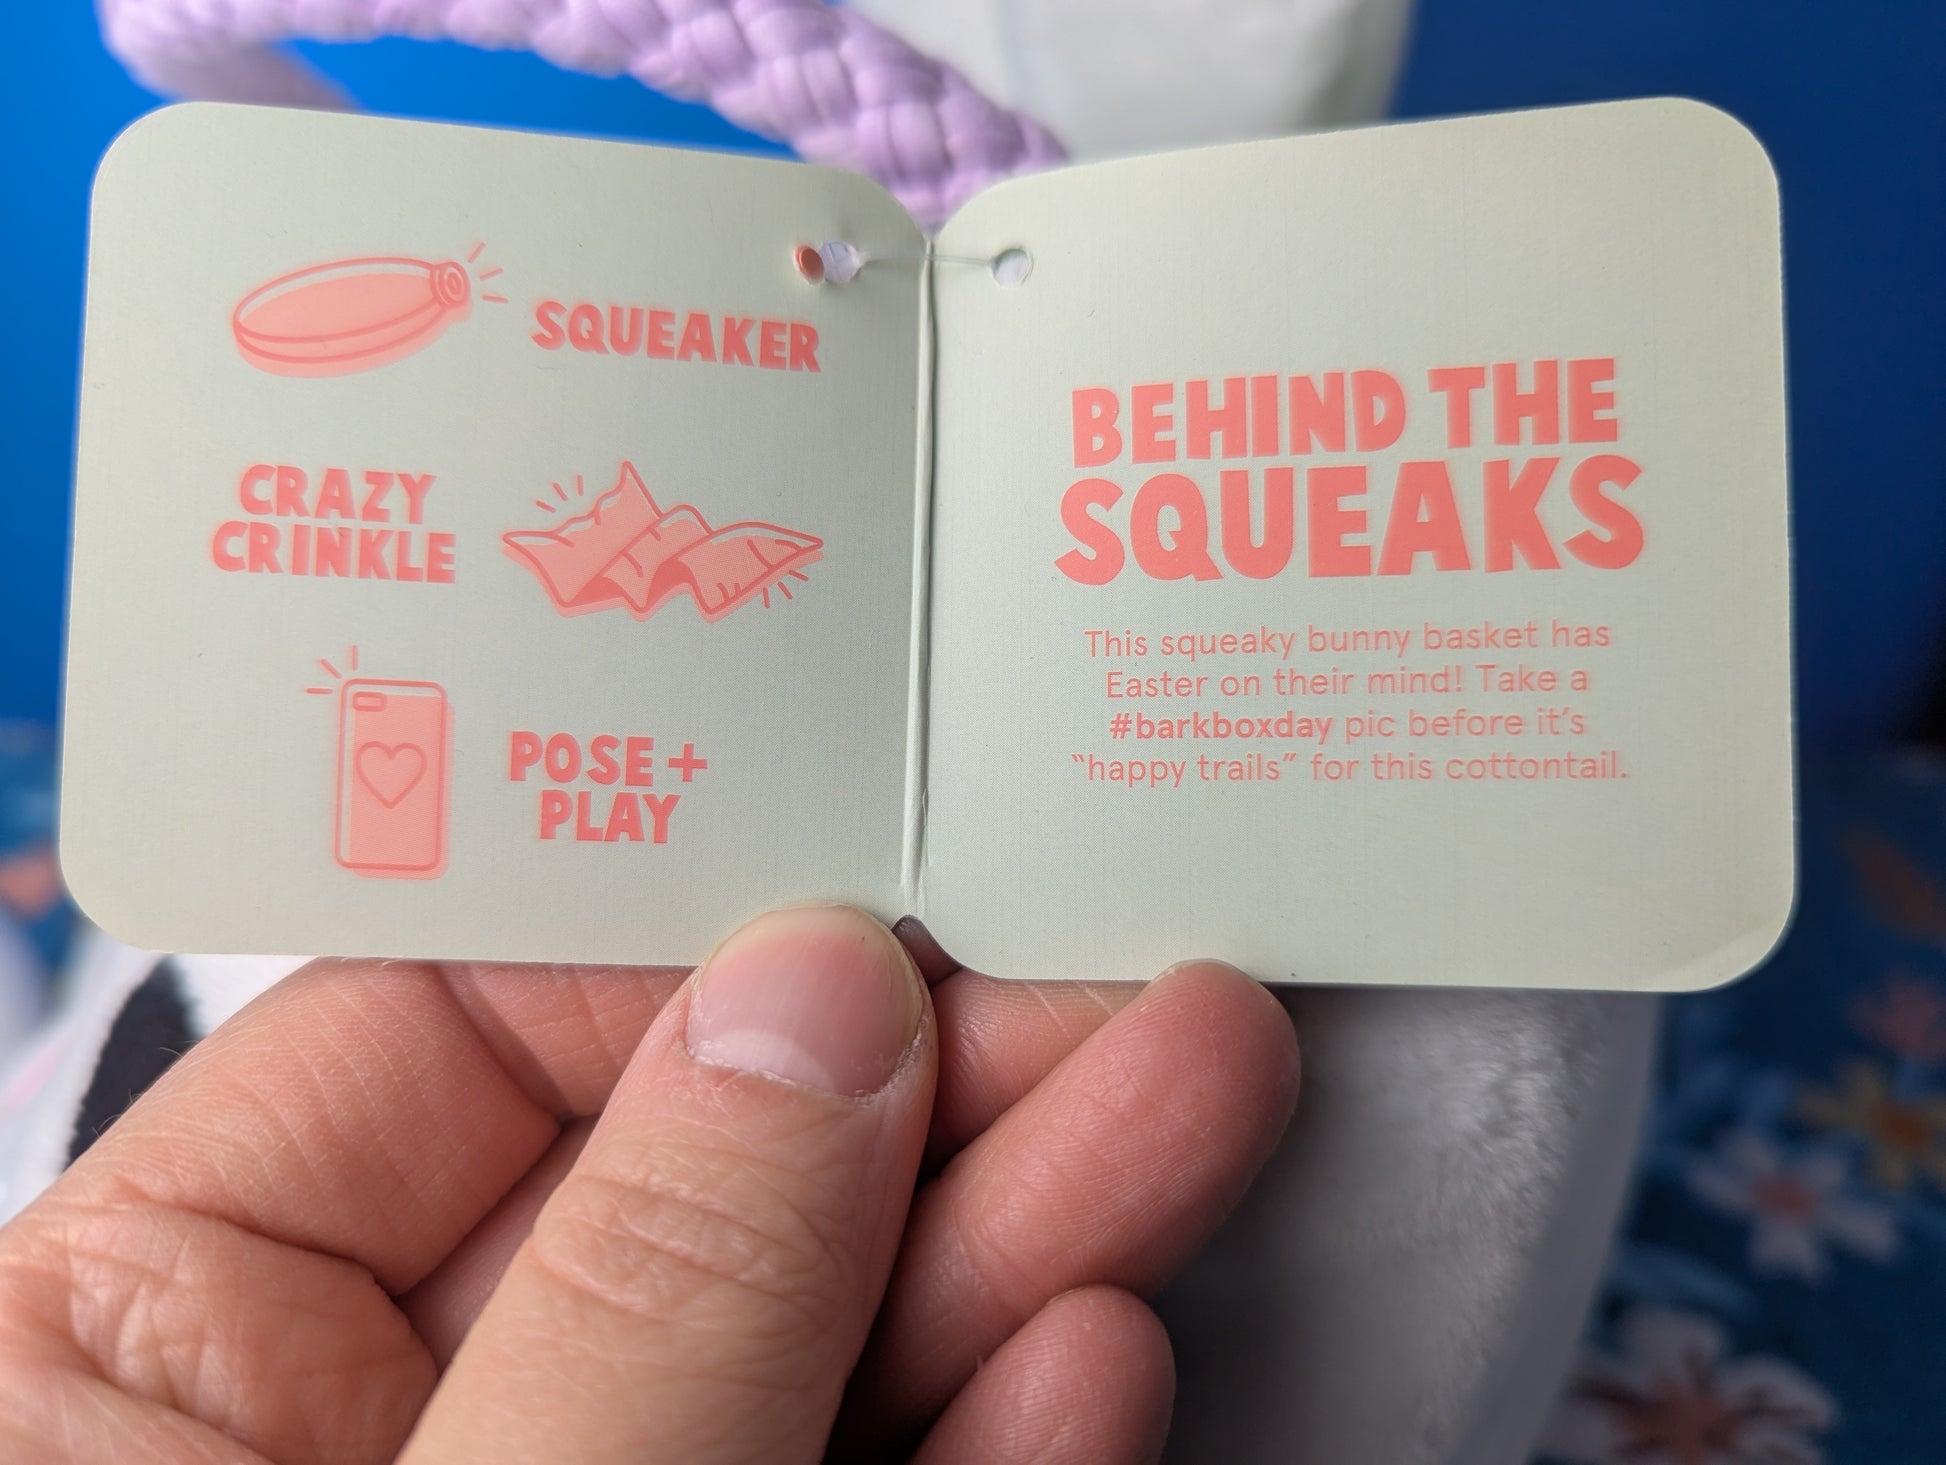 SQUEAKER
CRAZY
CRINKLE
POSE +
PLAY
BEHIND THE
SQUEAKS
This squeaky bunny basket has
Easter on their mind! Take a
#barkboxday pic before it's
"happy trails" for this cottontail.